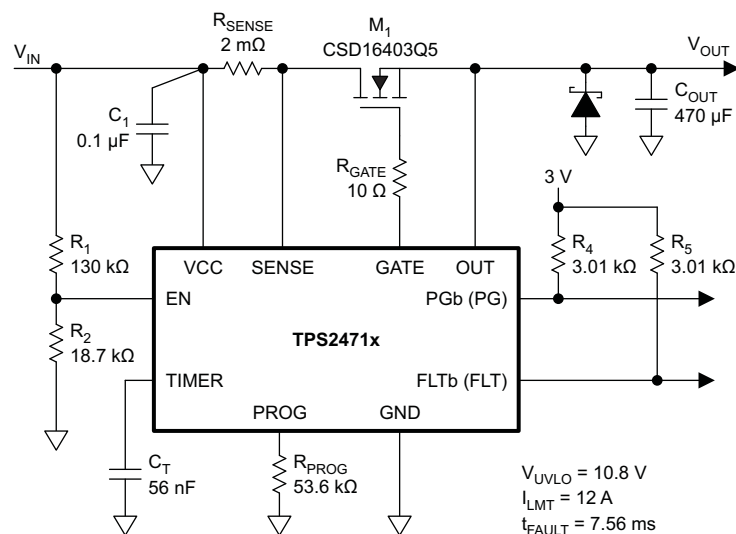 R_SENSE
2 mΩ
M_1
CSD16403Q5
V_IN
V_OUT
C_1
0.1 µF
C_OUT
470 µF
R_GATE
10 Ω
3 V
R_1
130 kΩ
R_4
3.01 kΩ
R_5
3.01 kΩ
VCC
SENSE
GATE
OUT
EN
PGb (PG)
R_2
18.7 kΩ
TPS2471x
TIMER
FLTb (FLT)
PROG
GND
C_T
56 nF
R_PROG
53.6 kΩ
V_UVLO = 10.8 V
I_LMT = 12 A
t_FAULT = 7.56 ms